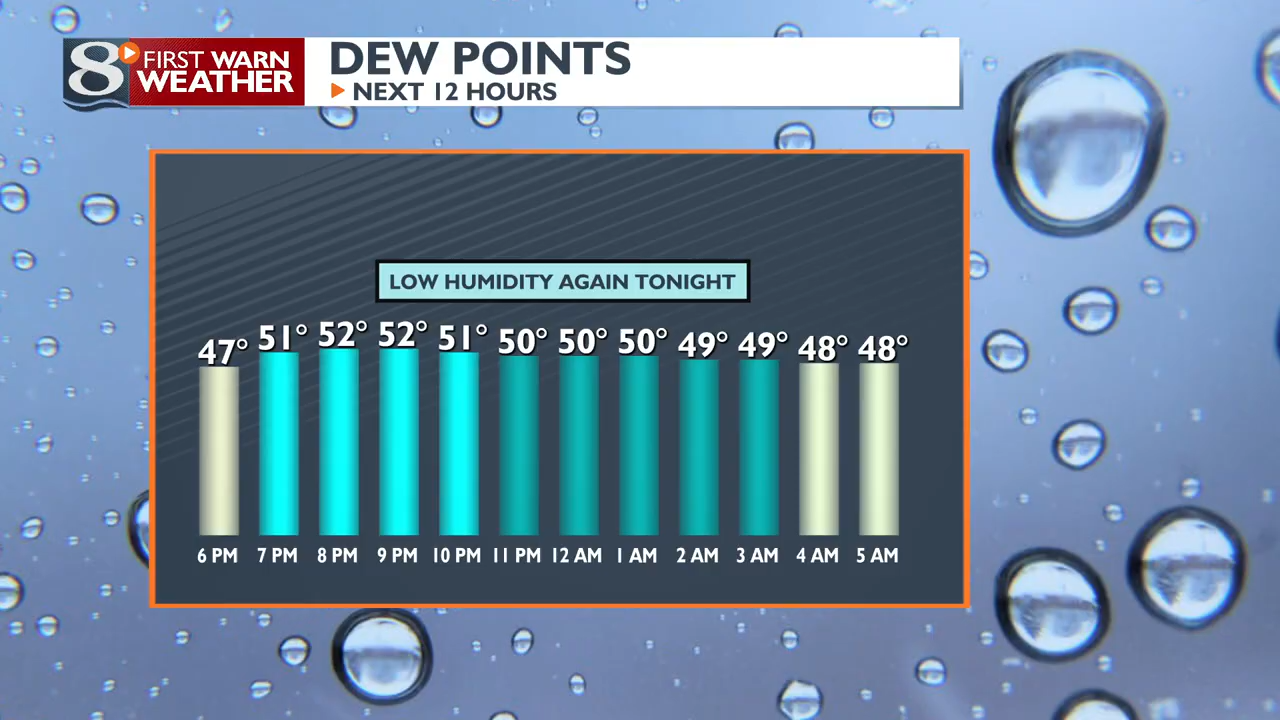 8 FIRST WARN
WEATHER
DEW POINTS
NEXT 12 HOURS
LOW HUMIDITY AGAIN TONIGHT
47° 51° 52° 52° 51° 50° 50° 50° 49° 49° 48° 48°
6 PM 7 PM 8 PM 9 PM 10 PM 11 PM 12 AM 1 AM 2 AM 3 AM 4 AM 5 AM